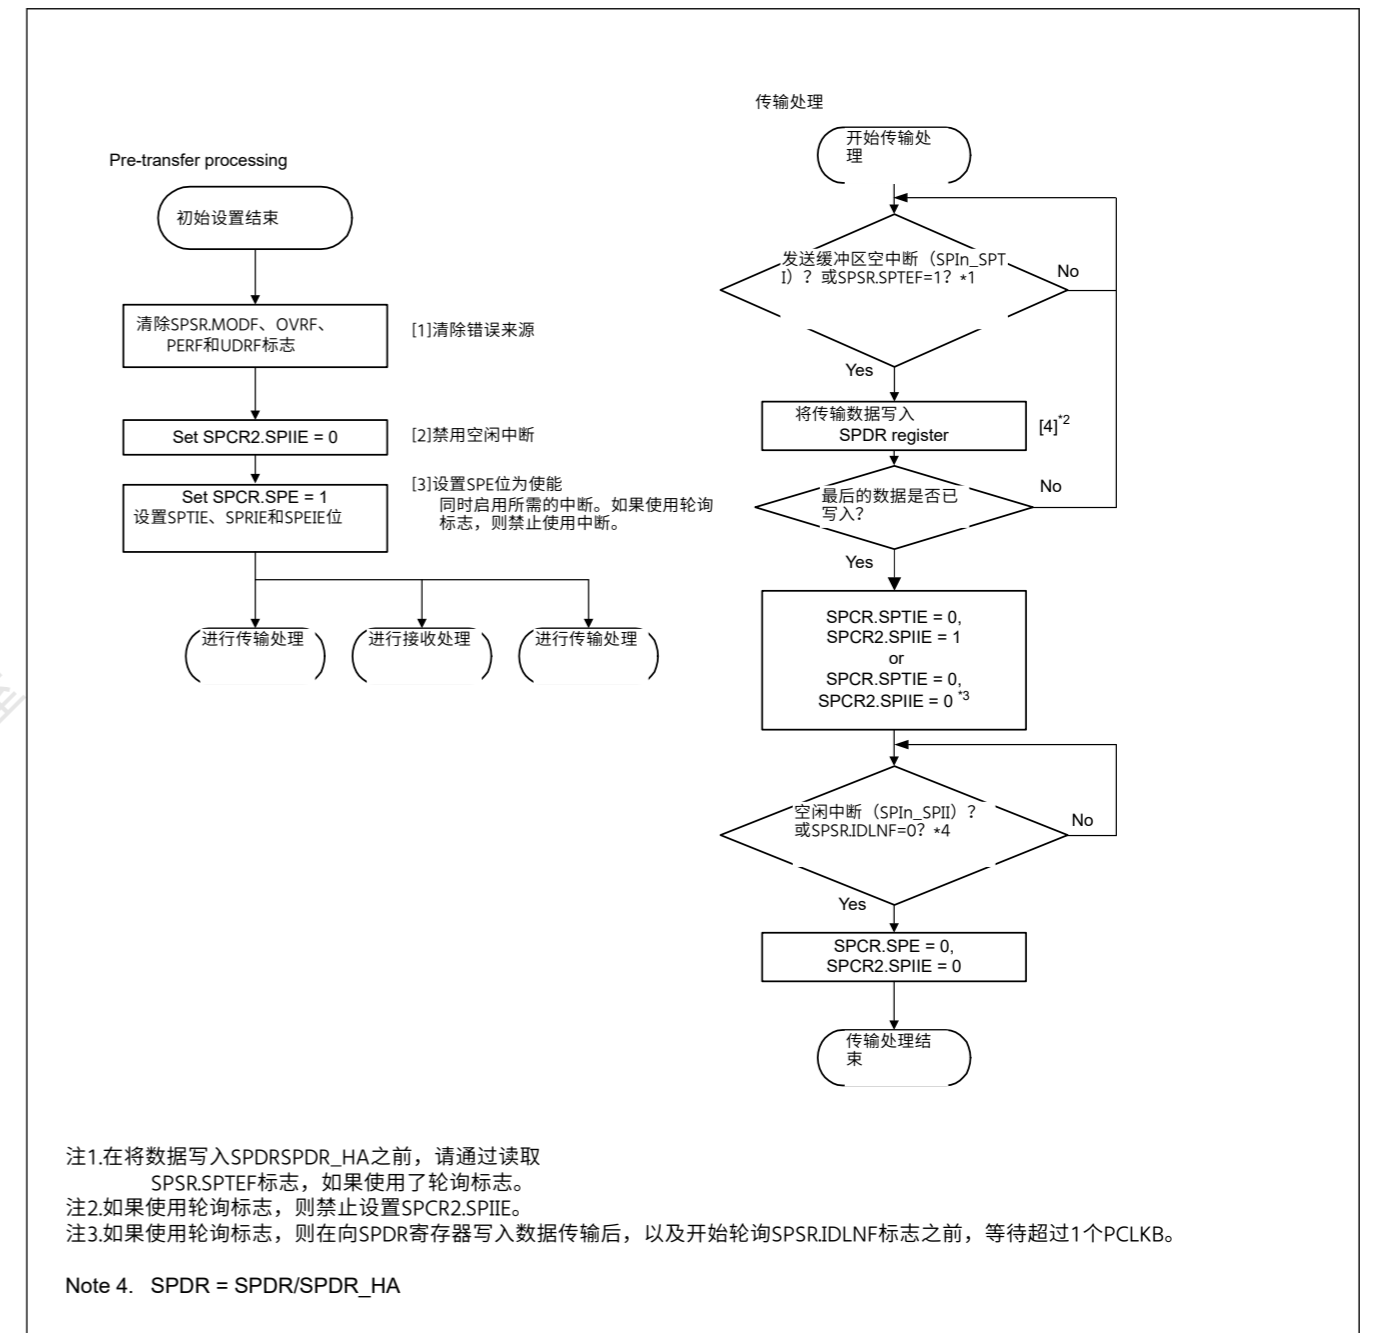 Pre-transfer processing
初始设置结束
清除SPSR.MODF、OVRF、
PERF和UDRF标志
[1]清除错误来源
Set SPCR2.SPIIE = 0
[2]禁用空闲中断
Set SPCR.SPE = 1
设置SPTIE、SPRIE和SPEIE位
[3]设置SPE位为使能
同时启用所需的中断。如果使用轮询
标志，则禁止使用中断。
进行传输处理
进行接收处理
进行传输处理
传输处理
开始传输处
理
发送缓冲区空中断（SPIn_SPT
I）？或SPSR.SPTEF=1？*1
No
Yes
将传输数据写入
SPDR register
[4]*2
最后的数据是否已
写入？
No
Yes
SPCR.SPTIE = 0,
SPCR2.SPIIE = 1
or
SPCR.SPTIE = 0,
SPCR2.SPIIE = 0 *3
空闲中断（SPIn_SPII）？
或SPSR.IDLNF=0？*4
No
Yes
SPCR.SPE = 0,
SPCR2.SPIIE = 0
传输处理结
束
注1.在将数据写入SPDRSPDR_HA之前，请通过读取
SPSR.SPTEF标志，如果使用了轮询标志。
注2.如果使用轮询标志，则禁止设置SPCR2.SPIIE。
注3.如果使用轮询标志，则在向SPDR寄存器写入数据传输后，以及开始轮询SPSR.IDLNF标志之前，等待超过1个PCLKB。
Note 4. SPDR = SPDR/SPDR_HA